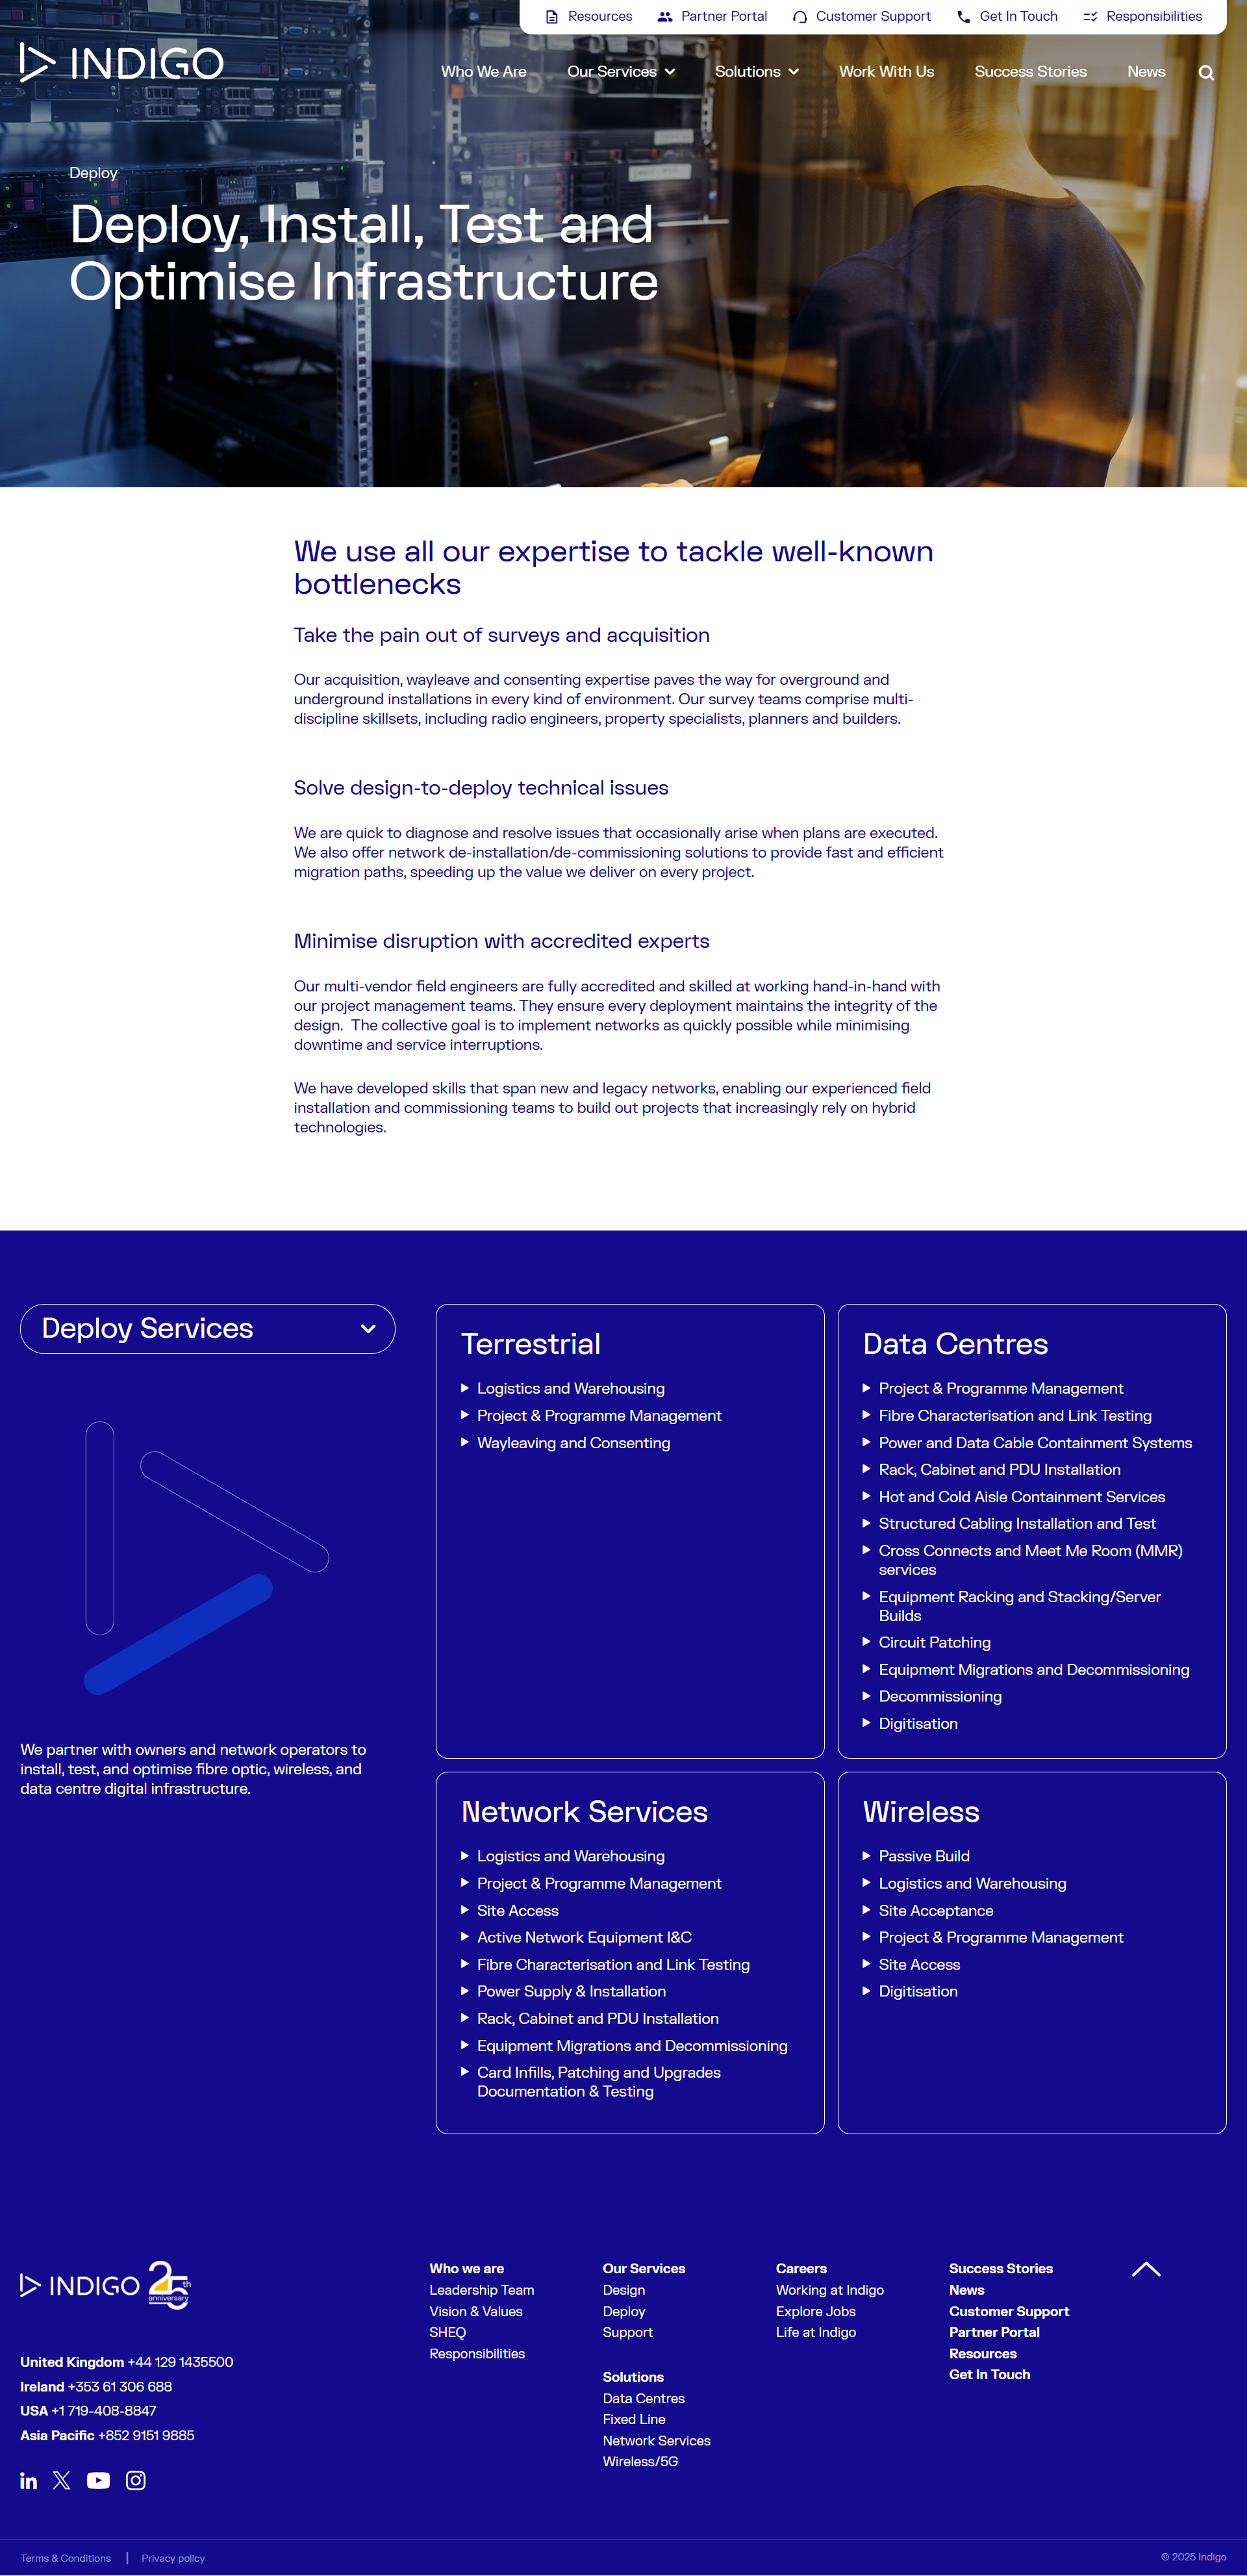 Resources
Partner Portal
Customer Support
Get In Touch
Responsibilities
INDIGO
Who We Are
Our Services
Solutions
Work With Us
Success Stories
News
Deploy
Deploy, Install, Test and
Optimise Infrastructure
We use all our expertise to tackle well-known
bottlenecks
Take the pain out of surveys and acquisition
Our acquisition, wayleave and consenting expertise paves the way for overground and
underground installations in every kind of environment. Our survey teams comprise multi-
discipline skillsets, including radio engineers, property specialists, planners and builders.
Solve design-to-deploy technical issues
We are quick to diagnose and resolve issues that occasionally arise when plans are executed.
We also offer network de-installation/de-commissioning solutions to provide fast and efficient
migration paths, speeding up the value we deliver on every project.
Minimise disruption with accredited experts
Our multi-vendor field engineers are fully accredited and skilled at working hand-in-hand with
our project management teams. They ensure every deployment maintains the integrity of the
design.  The collective goal is to implement networks as quickly possible while minimising
downtime and service interruptions.
We have developed skills that span new and legacy networks, enabling our experienced field
installation and commissioning teams to build out projects that increasingly rely on hybrid
technologies.
Deploy Services
We partner with owners and network operators to
install, test, and optimise fibre optic, wireless, and
data centre digital infrastructure.
Terrestrial
Logistics and Warehousing
Project & Programme Management
Wayleaving and Consenting
Data Centres
Project & Programme Management
Fibre Characterisation and Link Testing
Power and Data Cable Containment Systems
Rack, Cabinet and PDU Installation
Hot and Cold Aisle Containment Services
Structured Cabling Installation and Test
Cross Connects and Meet Me Room (MMR)
services
Equipment Racking and Stacking/Server
Builds
Circuit Patching
Equipment Migrations and Decommissioning
Decommissioning
Digitisation
Network Services
Logistics and Warehousing
Project & Programme Management
Site Access
Active Network Equipment I&C
Fibre Characterisation and Link Testing
Power Supply & Installation
Rack, Cabinet and PDU Installation
Equipment Migrations and Decommissioning
Card Infills, Patching and Upgrades
Documentation & Testing
Wireless
Passive Build
Logistics and Warehousing
Site Acceptance
Project & Programme Management
Site Access
Digitisation
INDIGO 25th
anniversary
United Kingdom +44 129 1435500
Ireland +353 61 306 688
USA +1 719-408-8847
Asia Pacific +852 9151 9885
Who we are
Leadership Team
Vision & Values
SHEQ
Responsibilities
Our Services
Design
Deploy
Support
Solutions
Data Centres
Fixed Line
Network Services
Wireless/5G
Careers
Working at Indigo
Explore Jobs
Life at Indigo
Success Stories
News
Customer Support
Partner Portal
Resources
Get In Touch
Terms & Conditions | Privacy policy
© 2025 Indigo